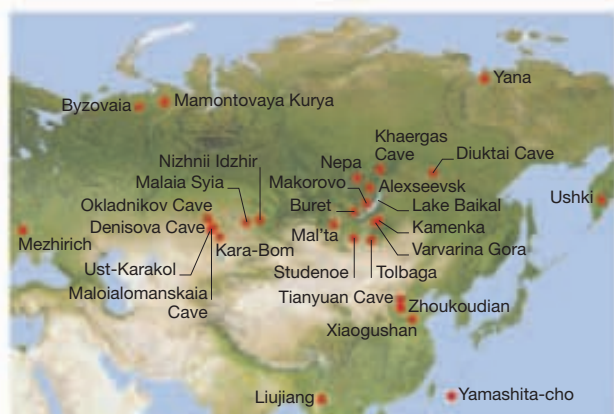 Yana
Byzovaia
Mamontovaya Kurya
Khaergas
Cave
Diuktai Cave
Nizhnii Idzhir
Nepa
Malaia Syia
Makorovo
Alexseevsk
Ushki
Okladnikov Cave
Buret
Lake Baikal
Denisova Cave
Mal'ta
Kamenka
Mezhirich
Kara-Bom
Varvarina Gora
Ust-Karakol
Studenoe
Tolbaga
Maloialomanskaia
Cave
Tianyuan Cave
Zhoukoudian
Xiaogushan
Liujiang
Yamashita-cho